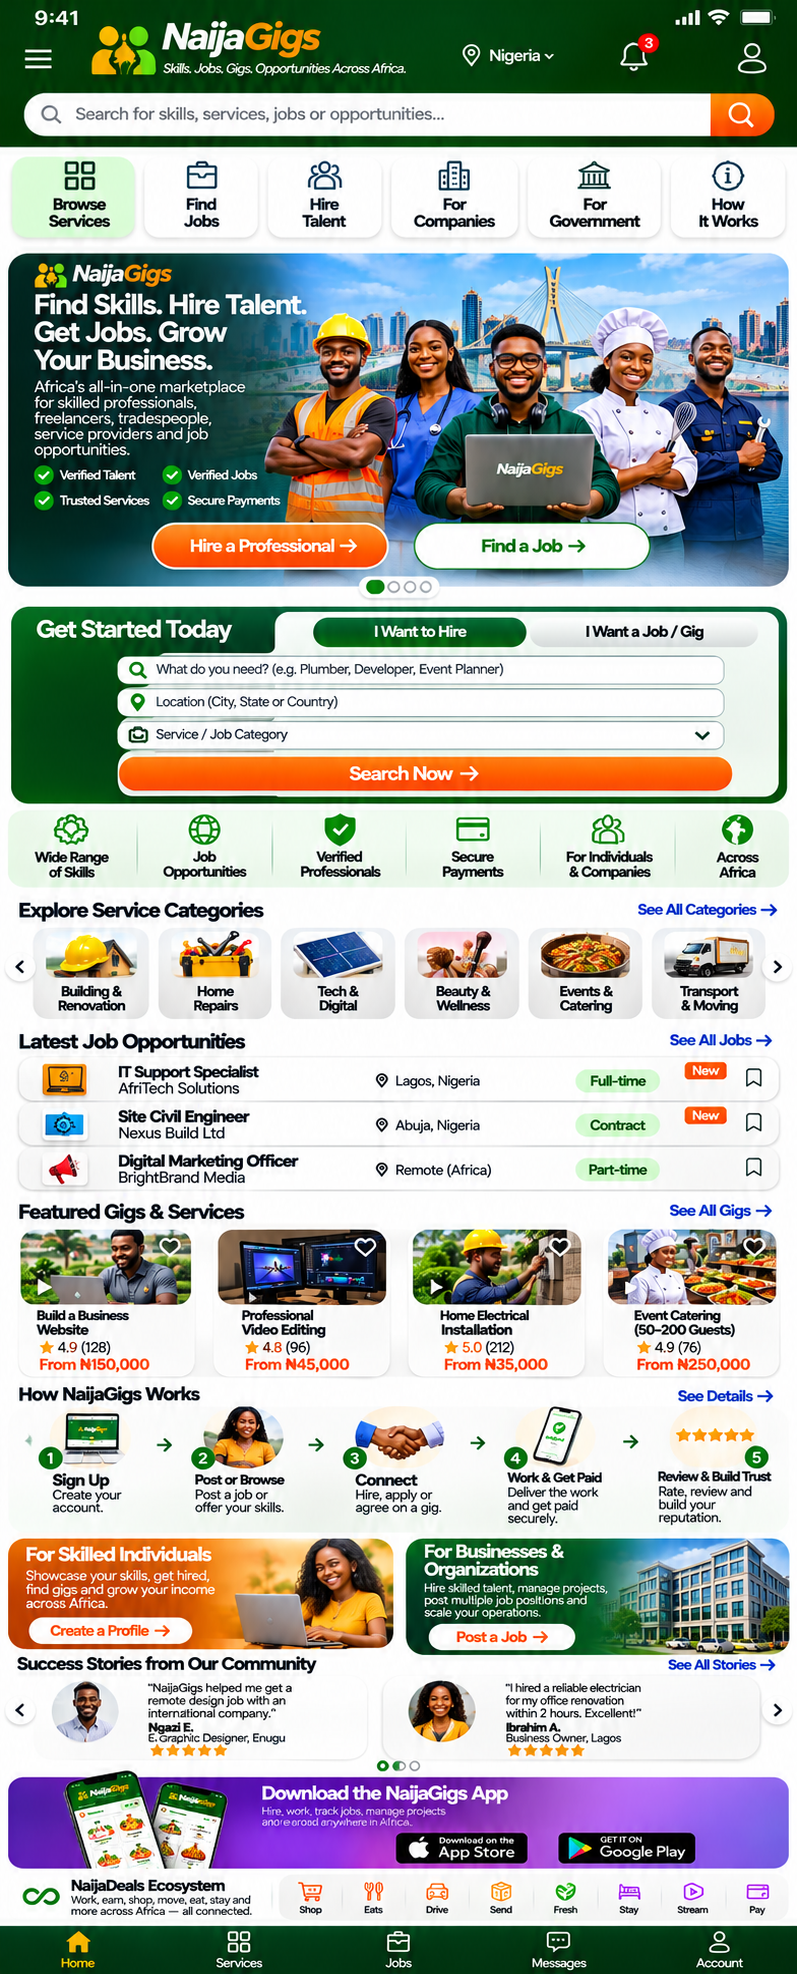 9:41
NaijaGigs
Skills. Jobs. Gigs. Opportunities Across Africa.
Nigeria
3
Search for skills, services, jobs or opportunities...
Browse
Services
Find
Jobs
Hire
Talent
For
Companies
For
Government
How
It Works
NaijaGigs
Find Skills. Hire Talent.
Get Jobs. Grow
Your Business.
Africa's all-in-one marketplace
for skilled professionals,
freelancers, tradespeople,
service providers and job
opportunities.
Verified Talent
Verified Jobs
Trusted Services
Secure Payments
NaijaGigs
Hire a Professional →
Find a Job →
Get Started Today
I Want to Hire
I Want a Job / Gig
What do you need? (e.g. Plumber, Developer, Event Planner)
Location (City, State or Country)
Service / Job Category
Search Now →
Wide Range
of Skills
Job
Opportunities
Verified
Professionals
Secure
Payments
For Individuals
& Companies
Across
Africa
Explore Service Categories
See All Categories →
Building &
Renovation
Home
Repairs
Tech &
Digital
Beauty &
Wellness
Events &
Catering
Transport
& Moving
Latest Job Opportunities
See All Jobs →
IT Support Specialist
AfriTech Solutions
Lagos, Nigeria
Full-time
New
Site Civil Engineer
Nexus Build Ltd
Abuja, Nigeria
Contract
New
Digital Marketing Officer
BrightBrand Media
Remote (Africa)
Part-time
Featured Gigs & Services
See All Gigs →
Build a Business
Website
4.9 (128)
From ₦150,000
Professional
Video Editing
4.8 (96)
From ₦45,000
Home Electrical
Installation
5.0 (212)
From ₦35,000
Event Catering
(50–200 Guests)
4.9 (76)
From ₦250,000
How NaijaGigs Works
See Details →
1
Sign Up
Create your
account.
2
Post or Browse
Post a job or
offer your skills.
3
Connect
Hire, apply or
agree on a gig.
4
Work & Get Paid
Deliver the work
and get paid
securely.
5
Review & Build Trust
Rate, review and
build your
reputation.
For Skilled Individuals
Showcase your skills, get hired,
find gigs and grow your income
across Africa.
Create a Profile →
For Businesses &
Organizations
Hire skilled talent, manage projects,
post multiple job positions and
scale your operations.
Post a Job →
Success Stories from Our Community
See All Stories →
"NaijaGigs helped me get a
remote design job with an
international company."
Ngazi E.
E. Graphic Designer, Enugu
"I hired a reliable electrician
for my office renovation
within 2 hours. Excellent!"
Ibrahim A.
Business Owner, Lagos
NaijaGigs
Download the NaijaGigs App
Hire, work, track jobs, manage projects
anywhere in Africa.
Download on the
App Store
GET IT ON
Google Play
NaijaDeals Ecosystem
Work, earn, shop, move, eat, stay and
more across Africa — all connected.
Shop
Eats
Drive
Send
Fresh
Stay
Stream
Pay
Home
Services
Jobs
Messages
Account